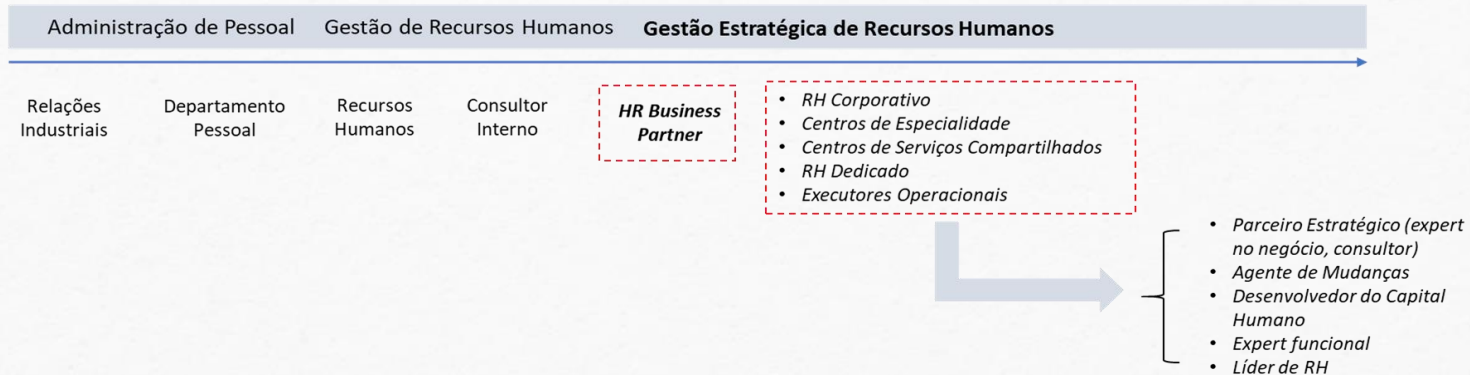 Administração de Pessoal Gestão de Recursos Humanos Gestão Estratégica de Recursos Humanos
Relações
Industriais
Departamento
Pessoal
Recursos
Humanos
Consultor
Interno
HR Business
Partner
• RH Corporativo
• Centros de Especialidade
• Centros de Serviços Compartilhados
• RH Dedicado
• Executores Operacionais
• Parceiro Estratégico (expert
no negócio, consultor)
• Agente de Mudanças
• Desenvolvedor do Capital
Humano
• Expert funcional
• Líder de RH